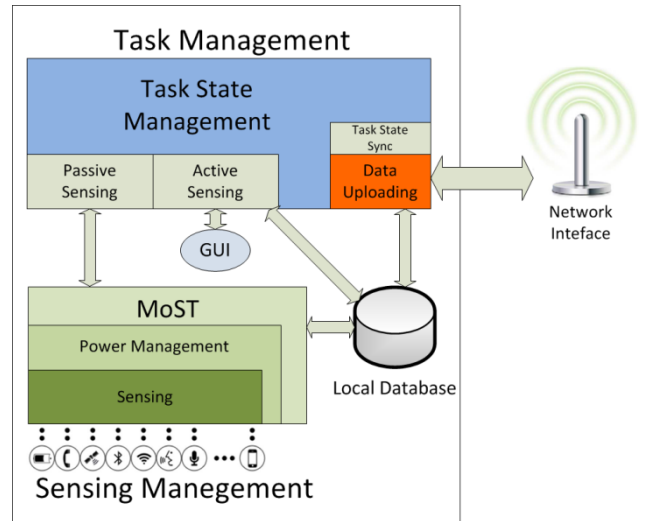 Task Management
Task State
Management
Task State
Sync
Passive
Sensing
Active
Sensing
Data
Uploading
Network
Inteface
GUI
MoST
Power Management
Sensing
Local Database
Sensing Manegement